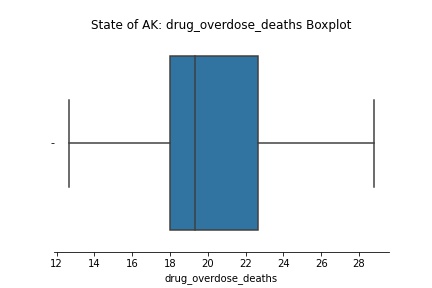 State of AK: drug_overdose_deaths Boxplot
-
12 14 16 18 20 22 24 26 28
drug_overdose_deaths